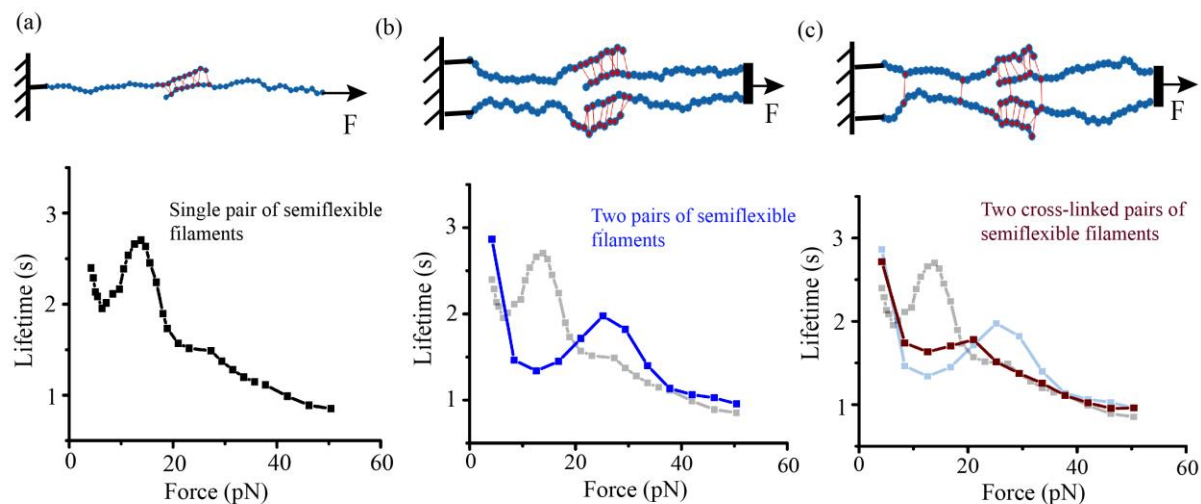 (a)
F
3
2
1
Lifetime (s)
Single pair of semiflexible
filaments
0
20
40
60
Force (pN)
(b)
F
3
2
1
Lifetime (s)
Two pairs of semiflexible
filaments
0
20
40
60
Force (pN)
(c)
F
3
2
1
Lifetime (s)
Two cross-linked pairs of
semiflexible filaments
0
20
40
60
Force (pN)